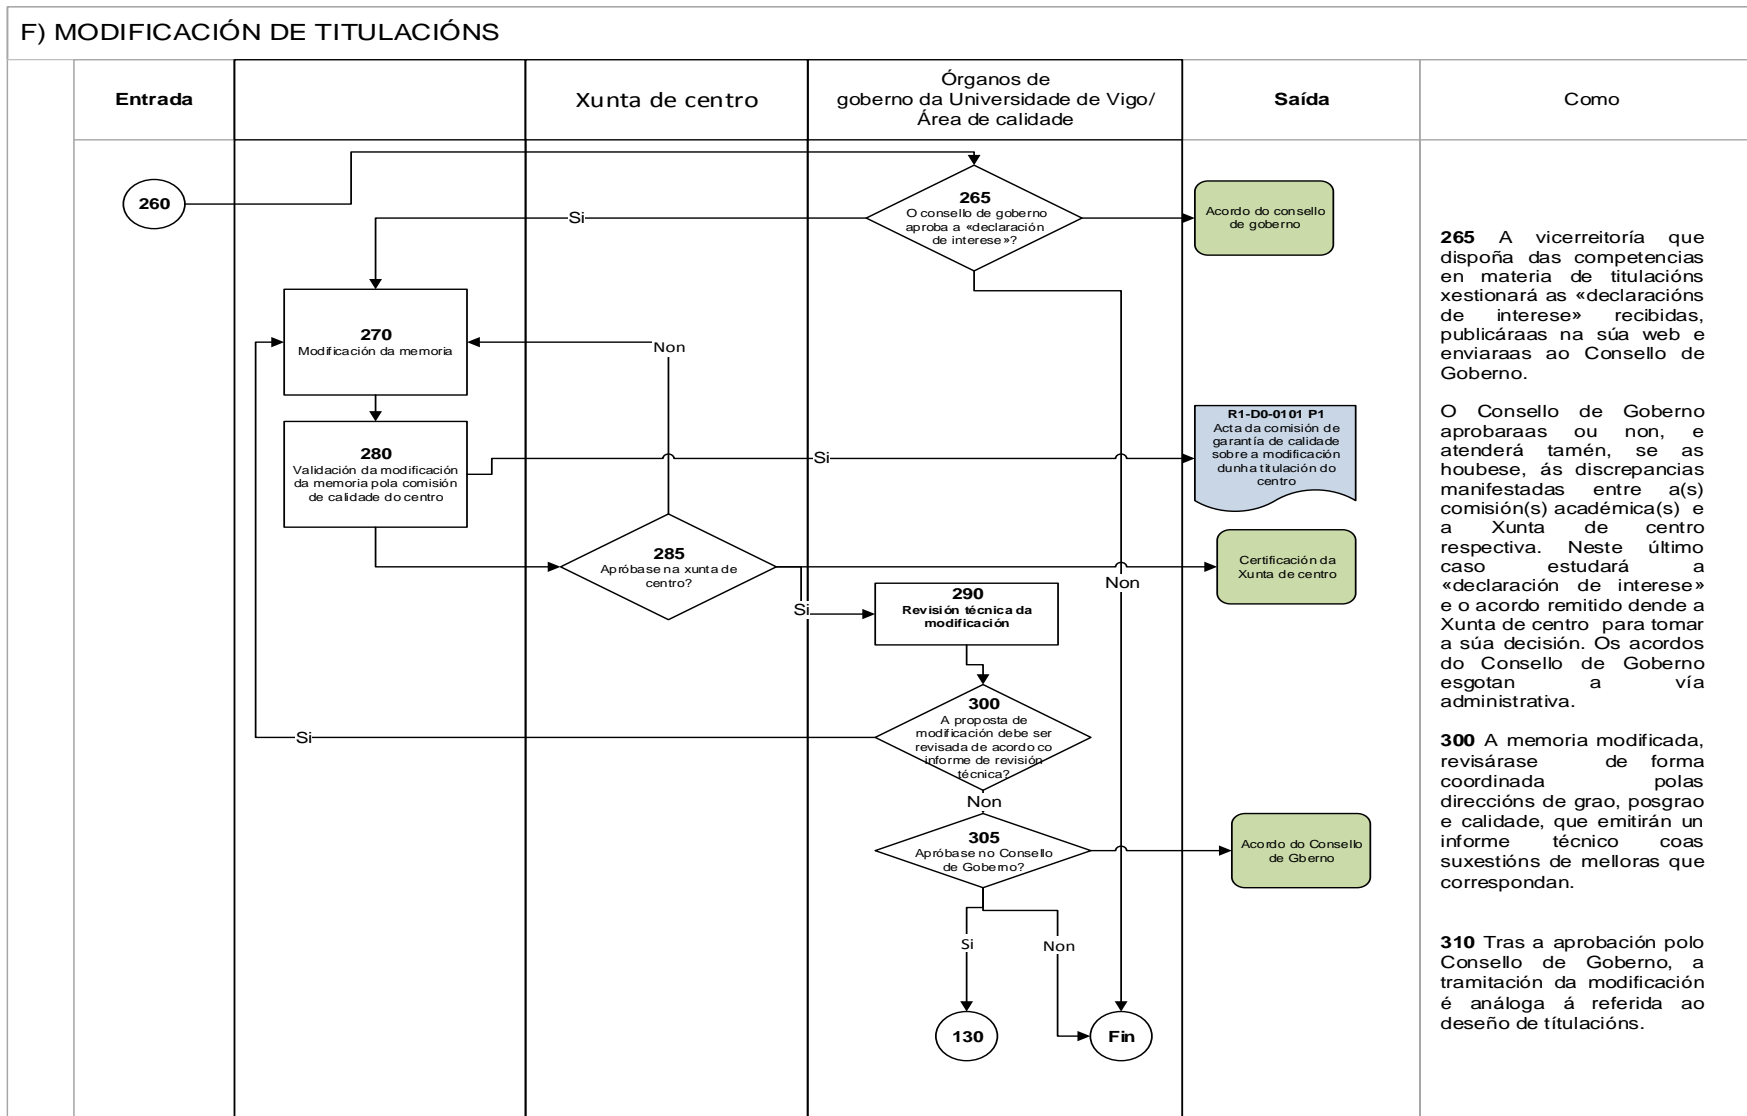 F) MODIFICACIÓN DE TITULACIÓNS
Entrada
Xunta de centro
Órganos de
goberno da Universidade de Vigo/
Área de calidade
Saída
Como
260
265
O consello de goberno
aproba a «declaración
de interese»?
Si
Acordo do consello
de goberno
270
Modificación da memoria
Non
280
Validación da modificación
da memoria pola comisión
de calidade do centro
Si
R1-D0-0101 P1
Acta da comisión de
garantía de calidade
sobre a modificación
dunha titulación do
centro
285
Apróbase na xunta de
centro?
Certificación da
Xunta de centro
Non
Si
290
Revisión técnica da
modificación
300
A proposta de
modificación debe ser
revisada de acordo co
informe de revisión
técnica?
Si
Non
305
Apróbase no Consello
de Goberno?
Acordo do Consello
de Gberno
Si
Non
130
Fin
265 A vicerreitoría que
dispoña das competencias
en materia de titulacións
xestionará as «declaracións
de interese» recibidas,
publicáraas na súa web e
enviaraas ao Consello de
Goberno.
O Consello de Goberno
aprobaraas ou non, e
atenderá tamén, se as
houbese, ás discrepancias
manifestadas entre a(s)
comisión(s) académica(s) e
a Xunta de centro
respectiva. Neste último
caso estudará a
«declaración de interese»
e o acordo remitido dende a
Xunta de centro para tomar
a súa decisión. Os acordos
do Consello de Goberno
esgotan a vía
administrativa.
300 A memoria modificada,
revisárase de forma
coordinada polas
direccións de grao, posgrao
e calidade, que emitirán un
informe técnico coas
suxestións de melloras que
correspondan.
310 Tras a aprobación polo
Consello de Goberno, a
tramitación da modificación
é análoga á referida ao
deseño de títulacións.